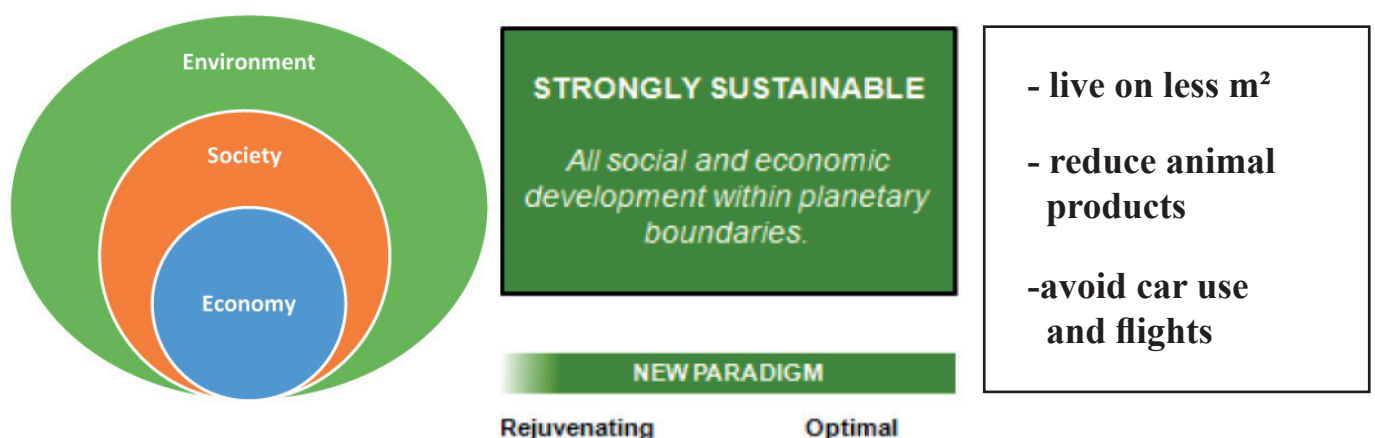 Environment
Society
Economy
STRONGLY SUSTAINABLE
All social and economic
development within planetary
boundaries.
NEW PARADIGM
Rejuvenating Optimal
- live on less m²
- reduce animal
products
-avoid car use
and flights